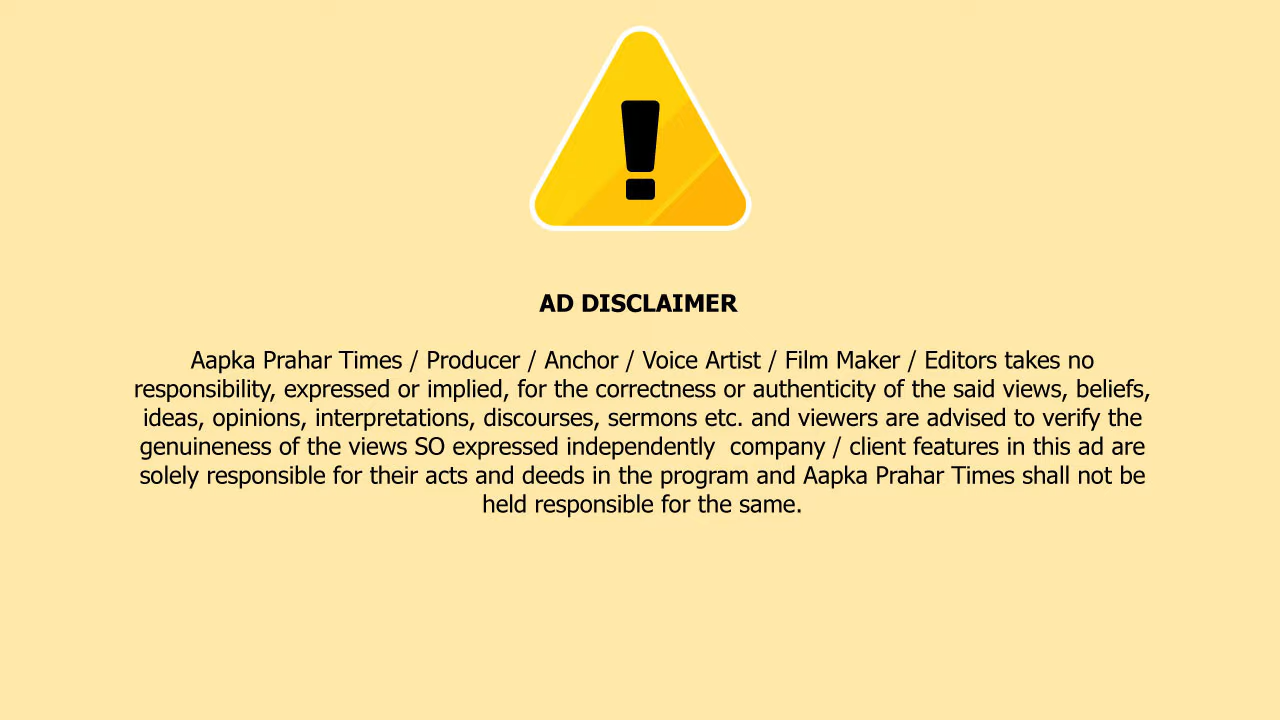 AD DISCLAIMER
Aapka Prahar Times / Producer / Anchor / Voice Artist / Film Maker / Editors takes no
responsibility, expressed or implied, for the correctness or authenticity of the said views, beliefs,
ideas, opinions, interpretations, discourses, sermons etc. and viewers are advised to verify the
genuineness of the views SO expressed independently  company / client features in this ad are
solely responsible for their acts and deeds in the program and Aapka Prahar Times shall not be
held responsible for the same.